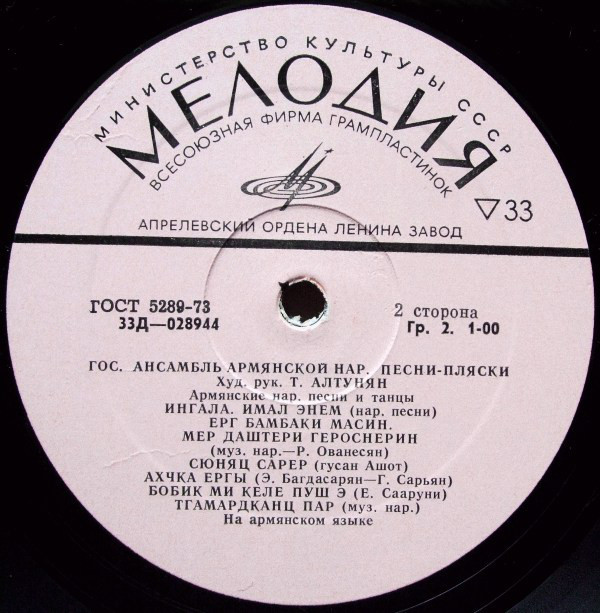 МИНИСТЕРСТВО КУЛЬТУРЫ СССР
МЕЛОДИЯ
ВСЕСОЮЗНАЯ ФИРМА ГРАМПЛАСТИНОК
▽33
АПРЕЛЕВСКИЙ ОРДЕНА ЛЕНИНА ЗАВОД
ГОСТ 5289-73
33Д—028944
2 сторона
Гр. 2. 1-00
ГОС. АНСАМБЛЬ АРМЯНСКОЙ НАР. ПЕСНИ-ПЛЯСКИ
Худ. рук. Т. АЛТУНЯН
Армянские нар. песни и танцы
ИНГАЛА. ИМАЛ ЭНЕМ (нар. песни)
ЕРГ БАМБАКИ МАСИН.
МЕР ДАШТЕРИ ГЕРОСНЕРИН
(муз. нар.—Р. Ованесян)
СЮНЯЦ САРЕР (гусан Ашот)
АХЧКА ЕРГЫ (Э. Багдасарян—Г. Сарьян)
БОБИК МИ КЕЛЕ ПУШ Э (Е. Сааруни)
ТГАМАРДКАНЦ ПАР (муз. нар.)
На армянском языке